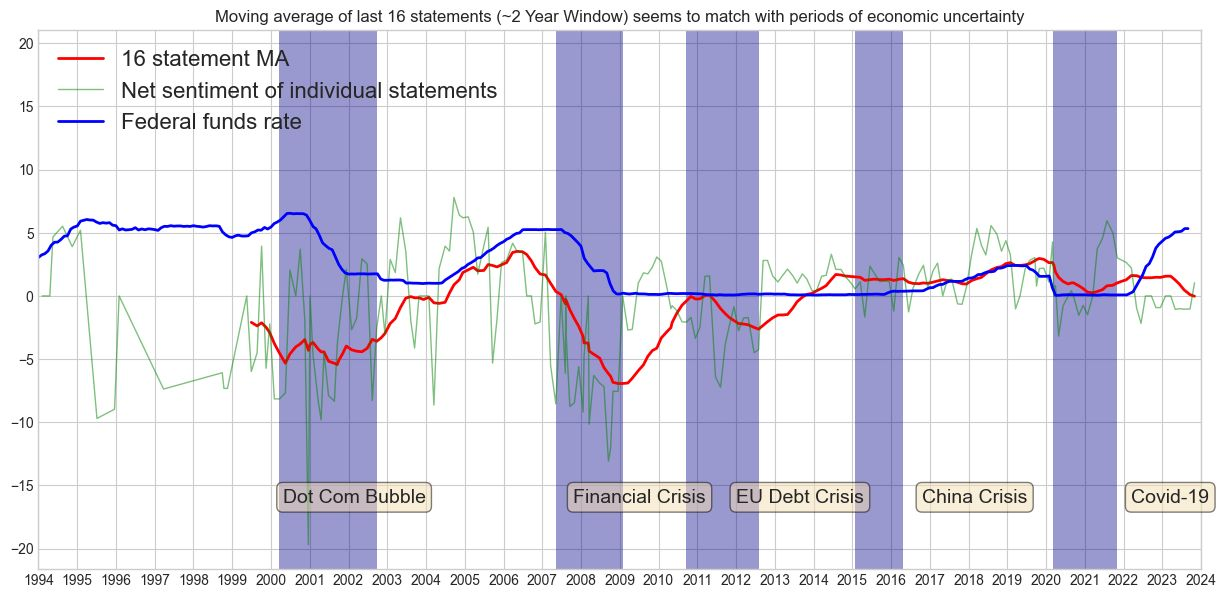 Moving average of last 16 statements (~2 Year Window) seems to match with periods of economic uncertainty
20
15
10
5
0
−5
−10
−15
−20
16 statement MA
Net sentiment of individual statements
Federal funds rate
Dot Com Bubble Financial Crisis EU Debt Crisis China Crisis Covid-19
1994 1995 1996 1997 1998 1999 2000 2001 2002 2003 2004 2005 2006 2007 2008 2009 2010 2011 2012 2013 2014 2015 2016 2017 2018 2019 2020 2021 2022 2023 2024